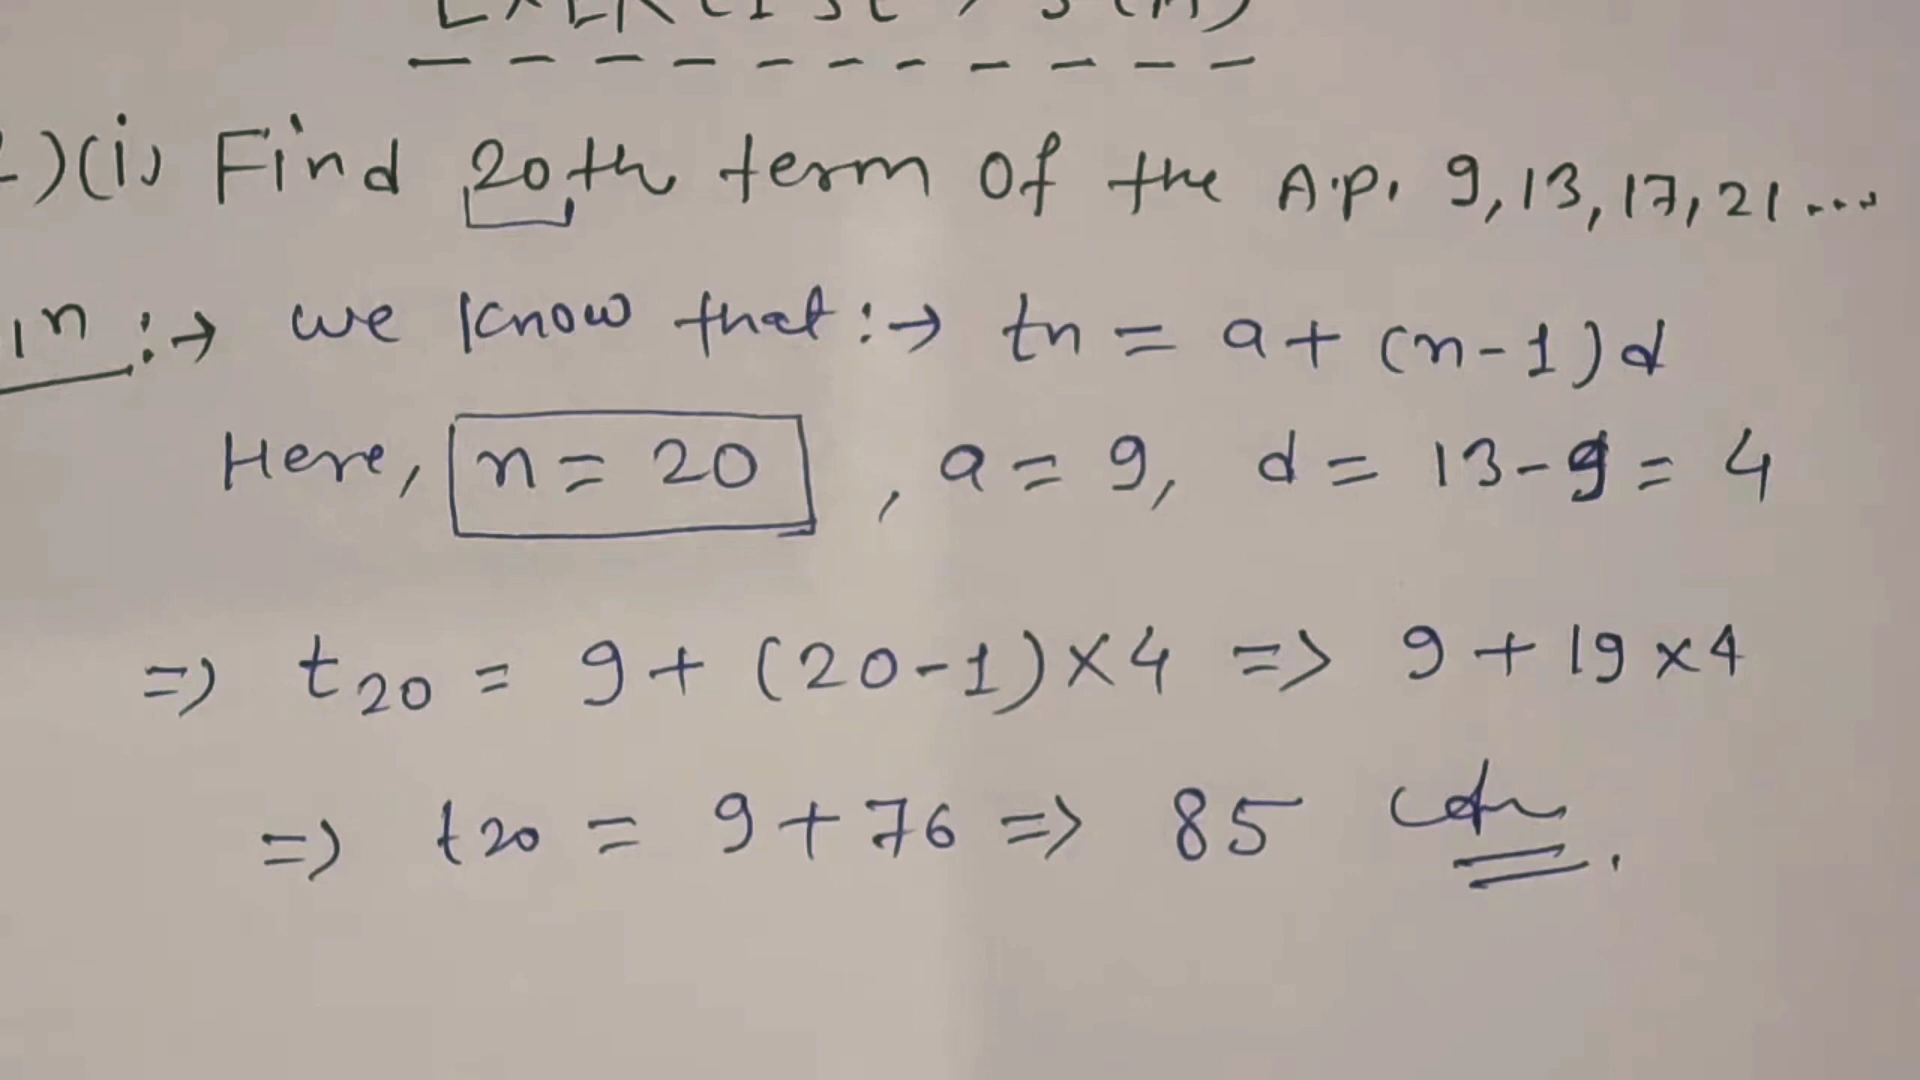 )(i) Find 20th term of the A.P. 9, 13, 17, 21 ....
we know that :→ tn = a + (n-1)d
Here, n = 20 , a = 9, d = 13-9 = 4
=> t20 = 9 + (20-1)×4 => 9 + 19×4
=> t20 = 9 + 76 => 85